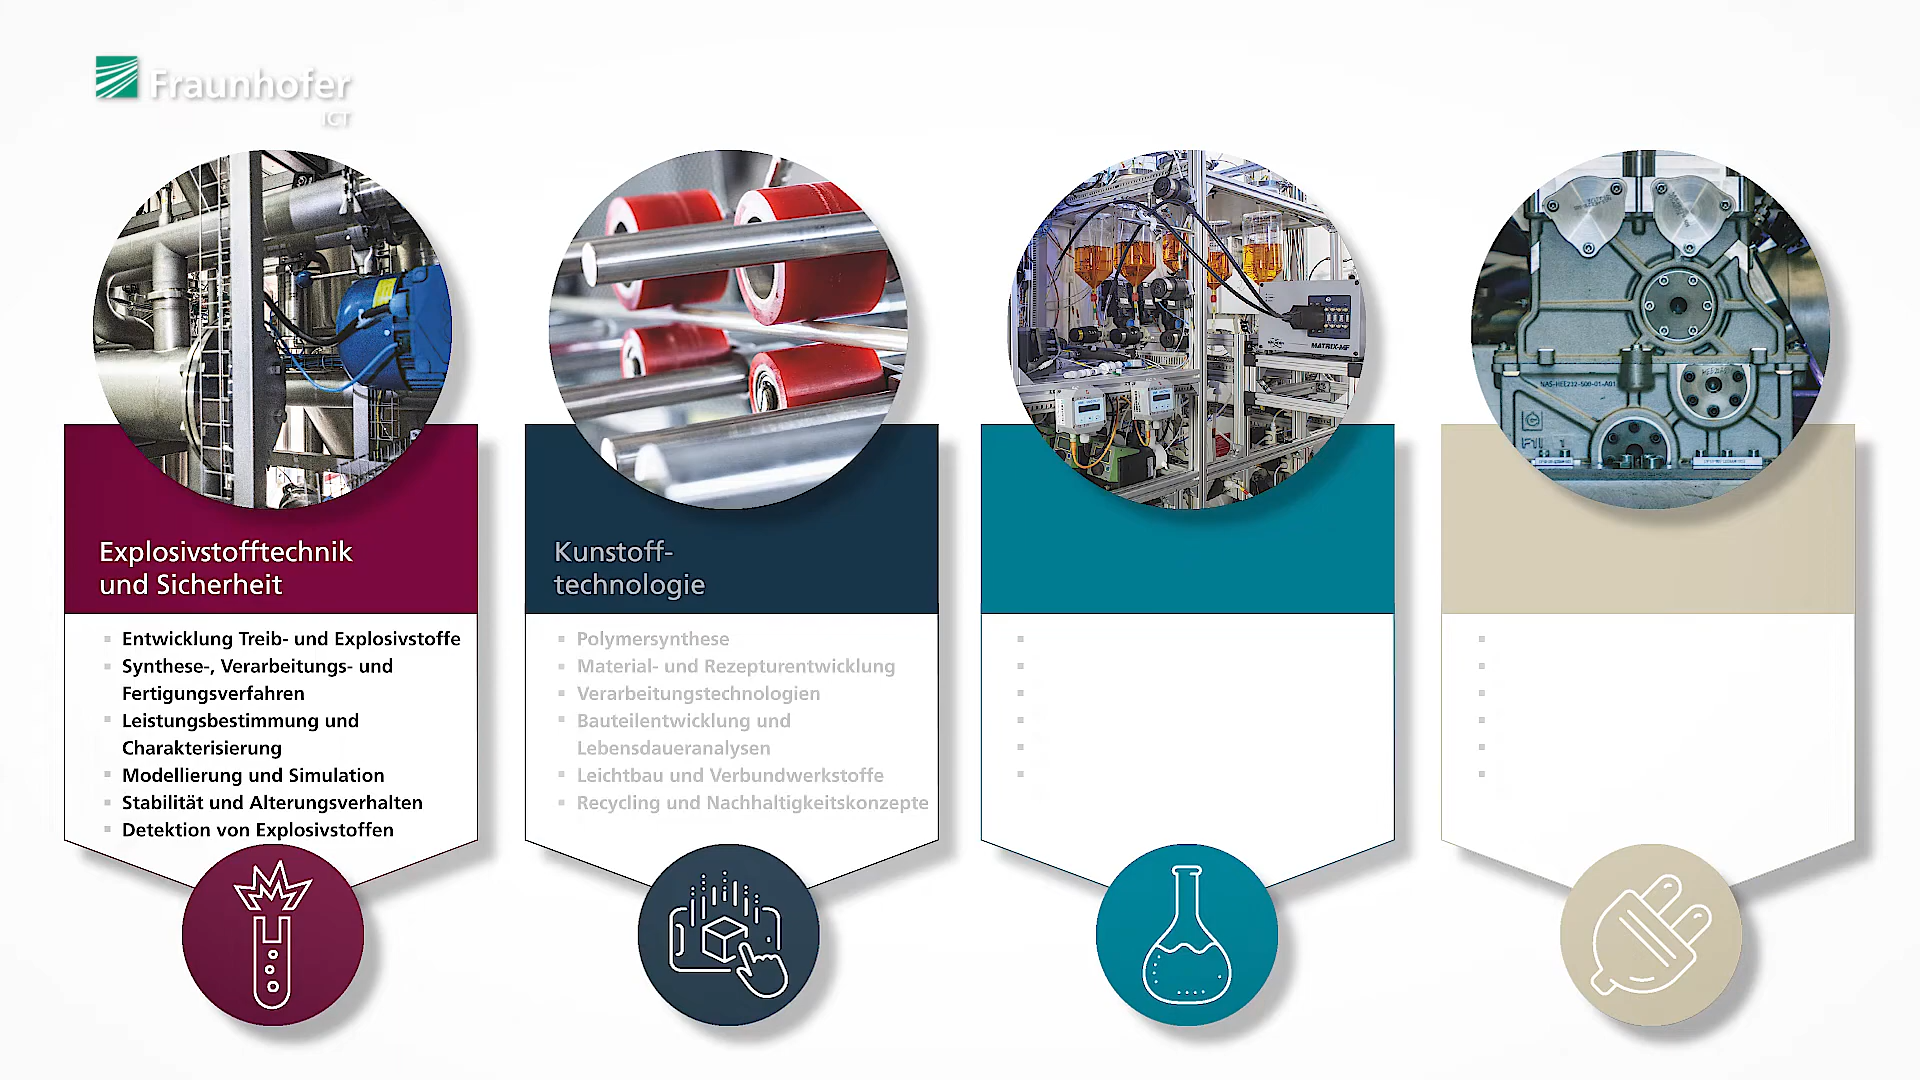 Fraunhofer
ICT
MATRIX-MF
Explosivstofftechnik
und Sicherheit
Entwicklung Treib- und Explosivstoffe
Synthese-, Verarbeitungs- und
Fertigungsverfahren
Leistungsbestimmung und
Charakterisierung
Modellierung und Simulation
Stabilität und Alterungsverhalten
Detektion von Explosivstoffen
Kunstoff-
technologie
Polymersynthese
Material- und Rezepturentwicklung
Verarbeitungstechnologien
Bauteilentwicklung und
Lebensdaueranalysen
Leichtbau und Verbundwerkstoffe
Recycling und Nachhaltigkeitskonzepte